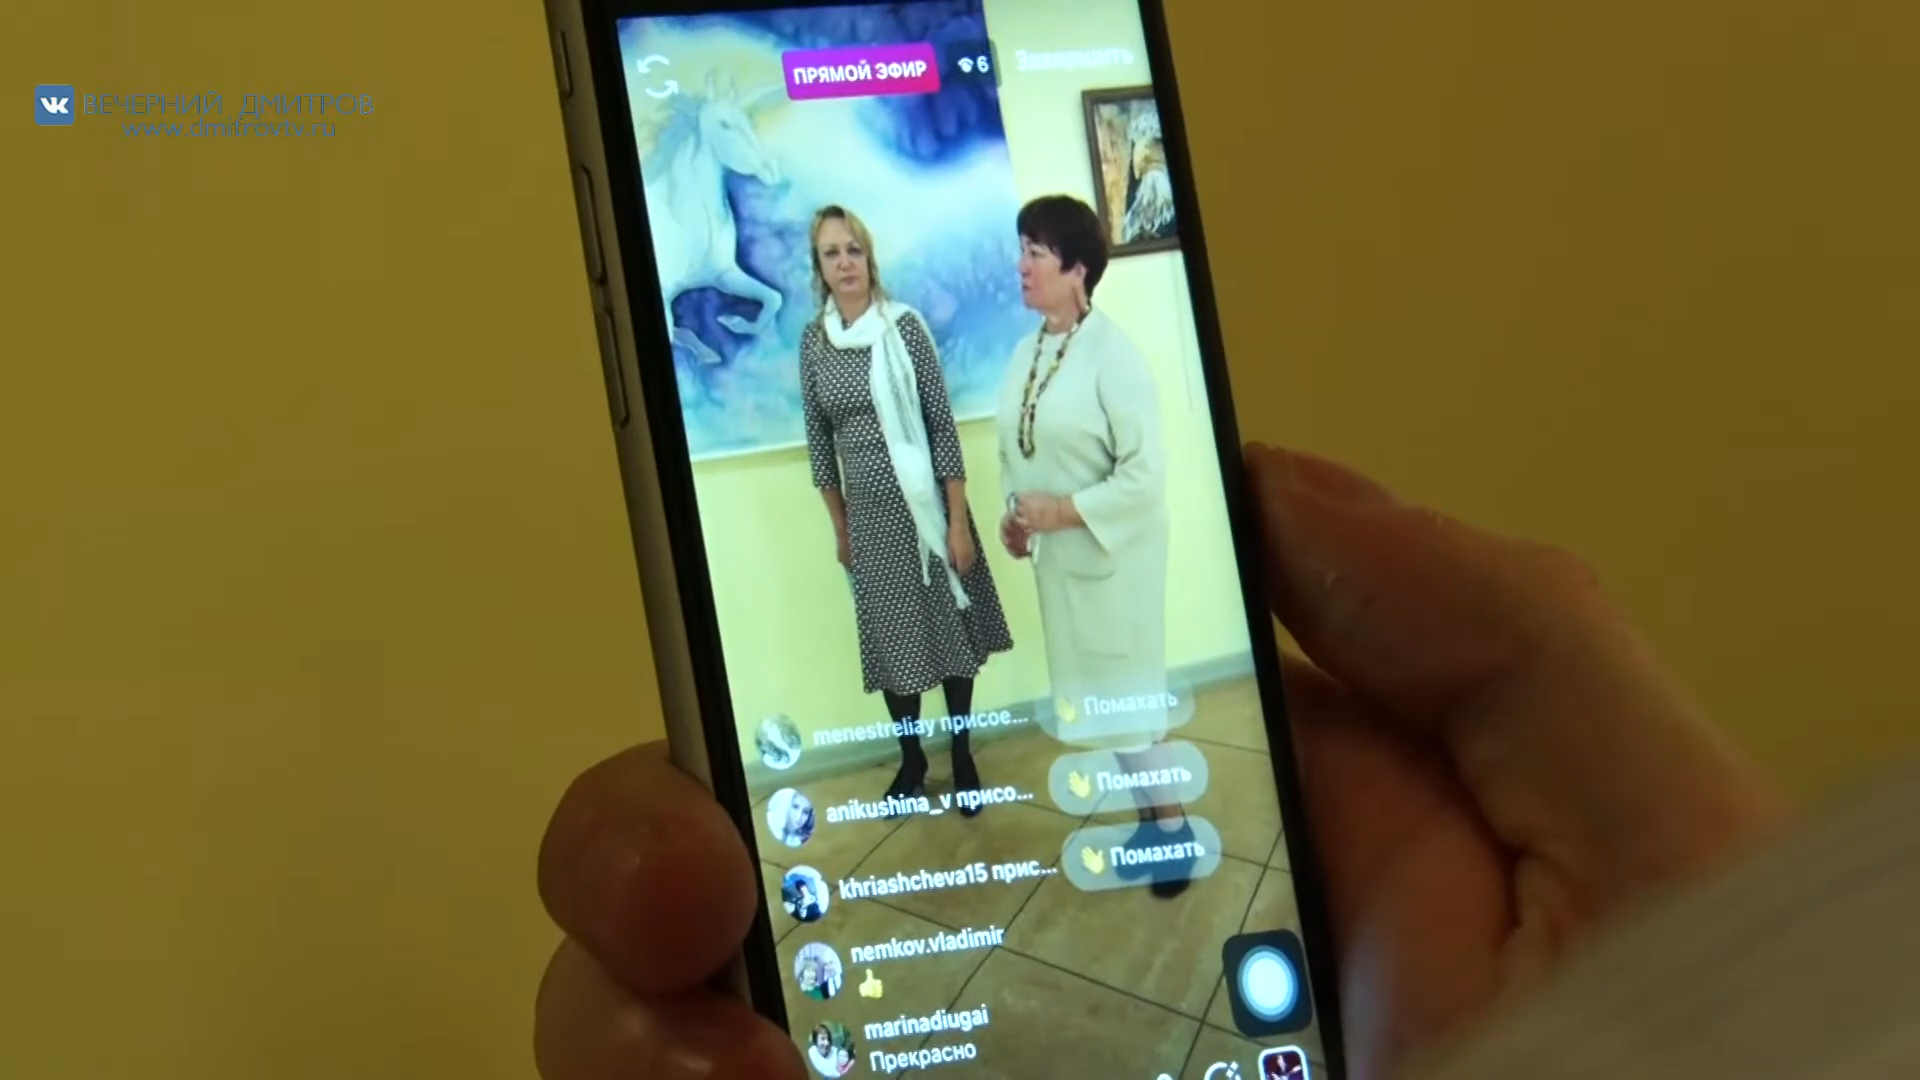 ВЕЧЕРНИЙ ДМИТРОВ
www.dmitrovtv.ru
ПРЯМОЙ ЭФИР
6
Завершить
menestreliay присое...
Помахать
anikushina_v присо...
Помахать
khriashcheva15 прис...
Помахать
nemkov.vladimir
marinadiugai
Прекрасно